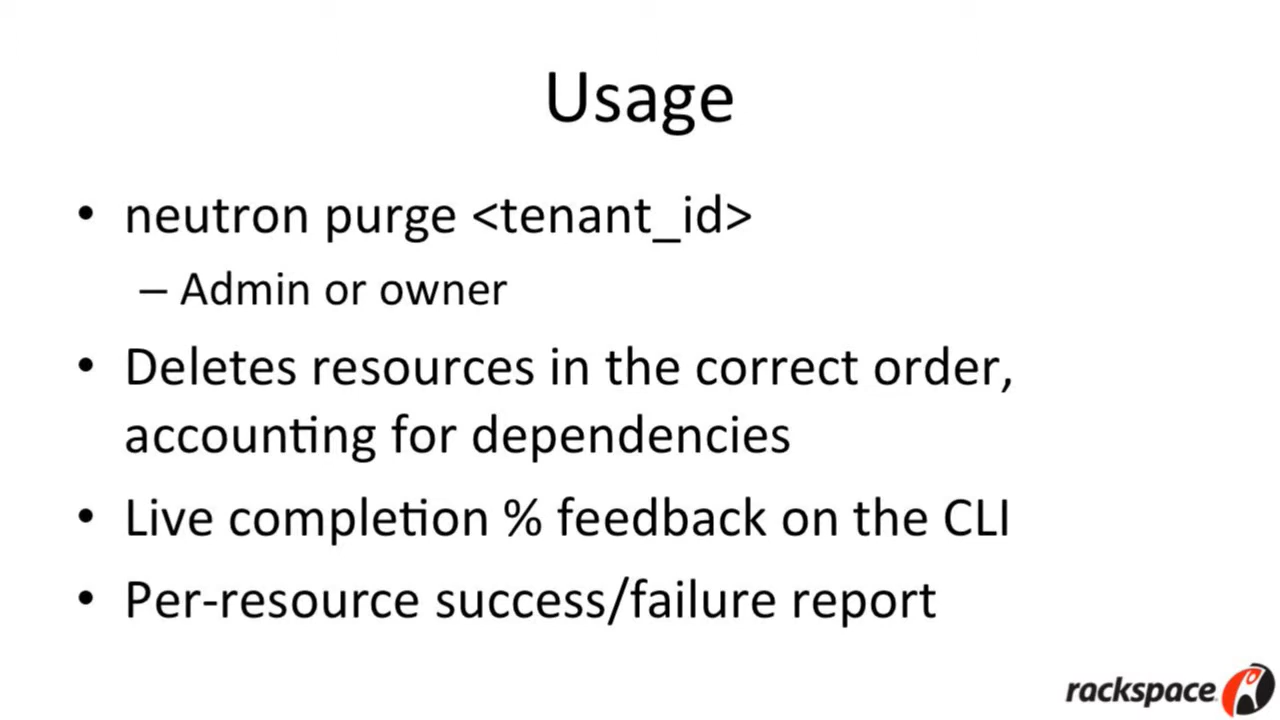 Usage
• neutron purge <tenant_id>
– Admin or owner
• Deletes resources in the correct order,
accounting for dependencies
• Live completion % feedback on the CLI
• Per-resource success/failure report
rackspace